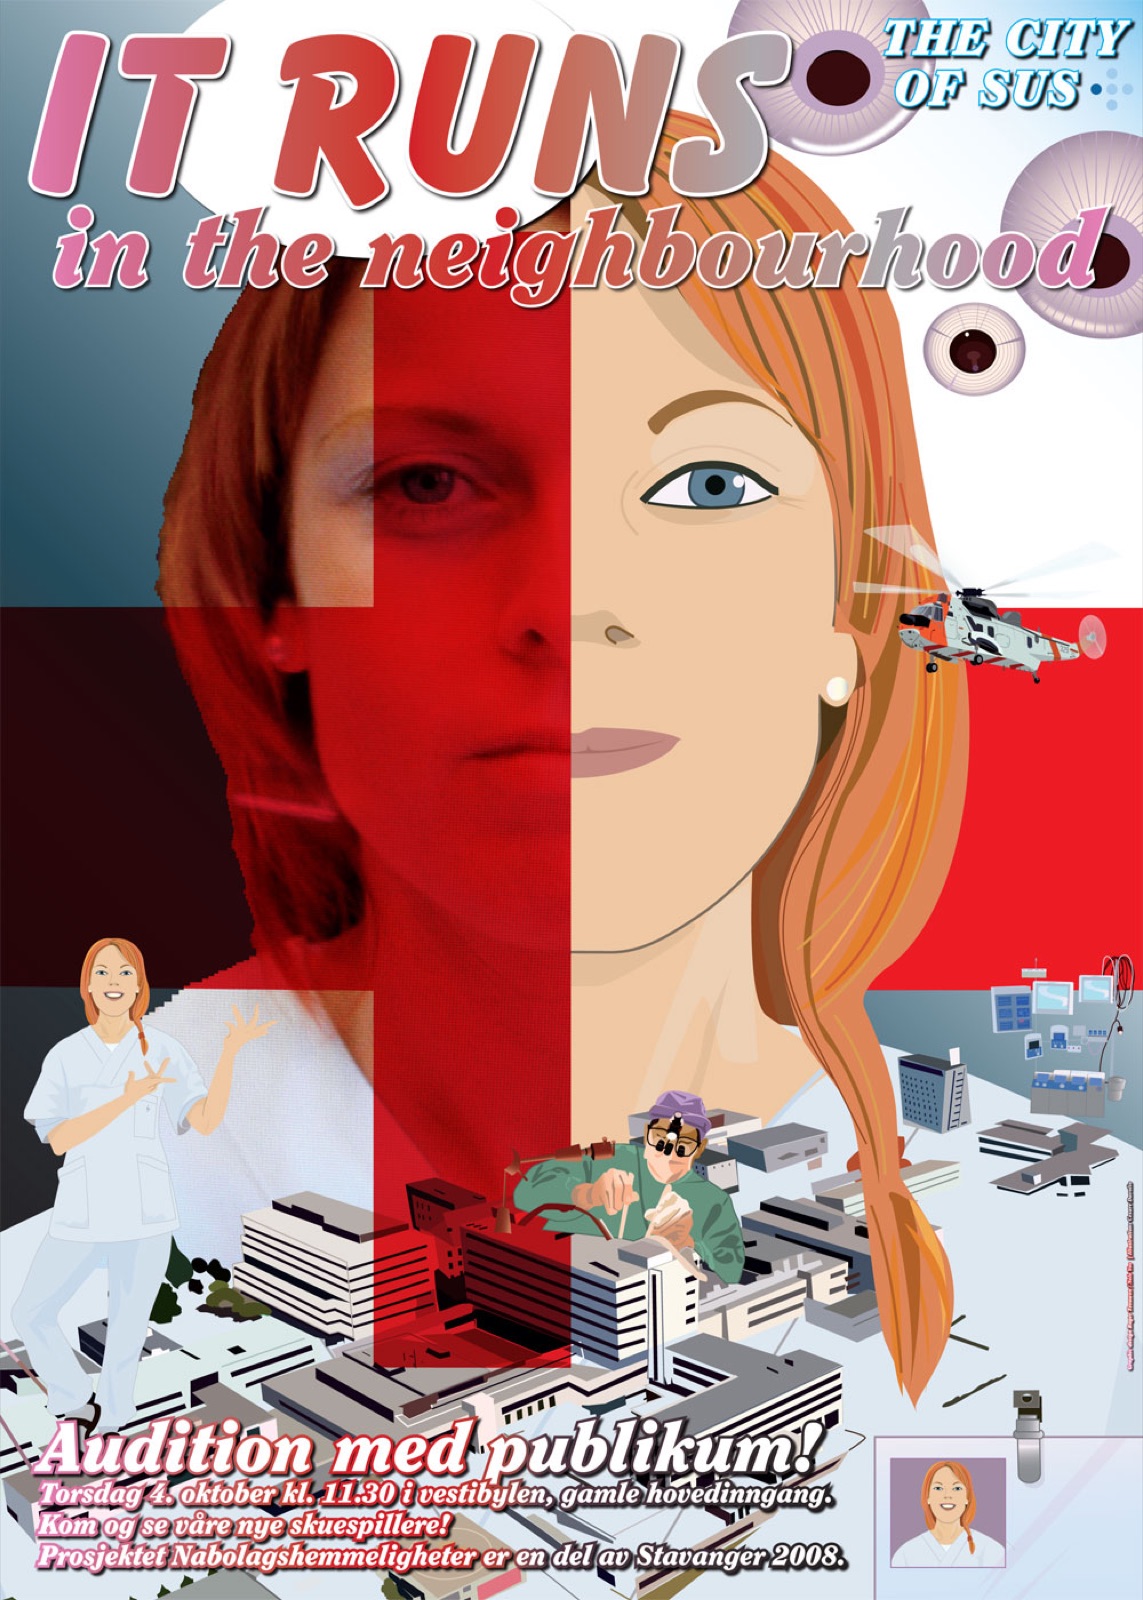 THE CITY
OF SUS
IT RUNS
in the neighbourhood
Audition med publikum!
Torsdag 4. oktober kl. 11.30 i vestibylen, gamle hovedinngang.
Kom og se våre nye skuespillere!
Prosjektet Nabolagshemmeligheter er en del av Stavanger 2008.